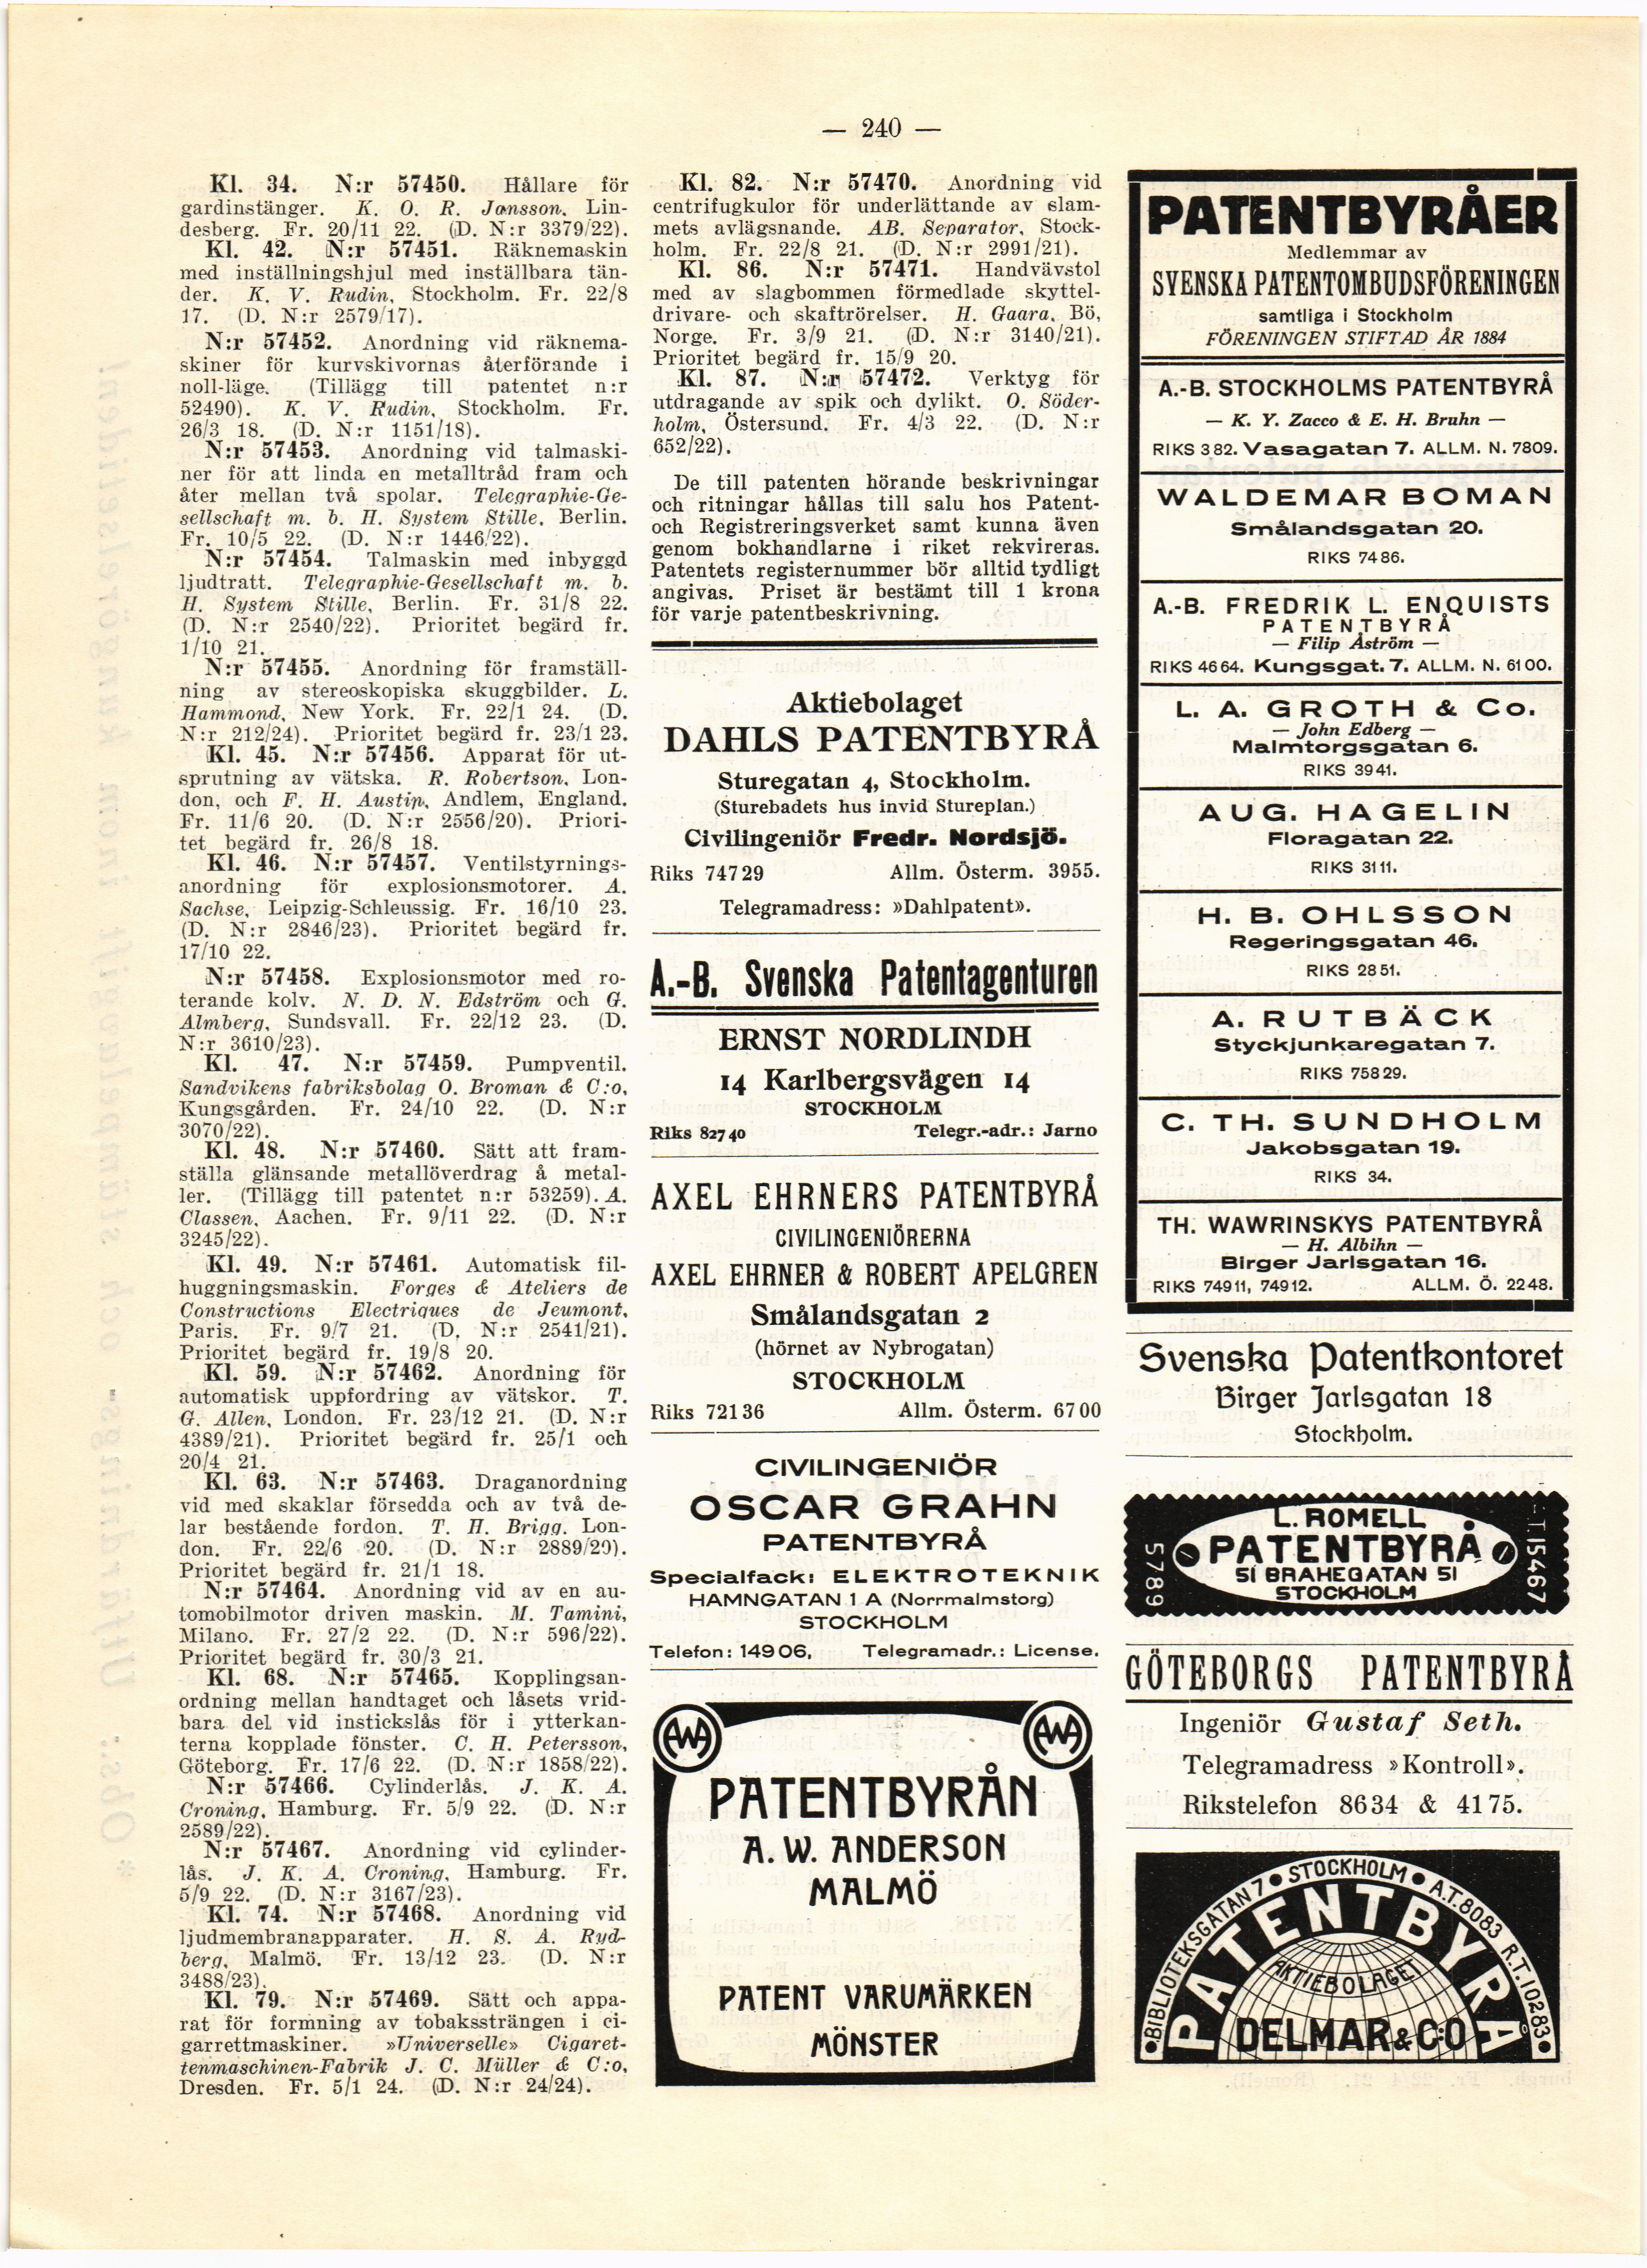 — 240 —
Kl. 34. N:r 57450. Hållare för
gardinstänger. K. O. R. Jansson, Lin-
desberg. Fr. 20/11 22. (D. N:r 3379/22).
Kl. 42. N:r 57451. Räknemaskin
med inställningshjul med inställbara tän-
der. K. V. Rudin, Stockholm. Fr. 22/8
17. (D. N:r 2579/17).
N:r 57452. Anordning vid räknema-
skiner för kurvskivornas återförande i
noll-läge. (Tillägg till patentet n:r
52490). K. V. Rudin, Stockholm. Fr.
26/3 18. (D. N:r 1151/18).
N:r 57453. Anordning vid talmaski-
ner för att linda en metalltråd fram och
åter mellan två spolar. Telegraphie-Ge-
sellschaft m. b. H. System Stille, Berlin.
Fr. 10/5 22. (D. N:r 1446/22).
N:r 57454. Talmaskin med inbyggd
ljudtratt. Telegraphie-Gesellschaft m. b.
H. System Stille, Berlin. Fr. 31/8 22.
(D. N:r 2540/22). Prioritet begärd fr.
1/10 21.
N:r 57455. Anordning för framställ-
ning av stereoskopiska skuggbilder. L.
Hammond, New York. Fr. 22/1 24. (D.
N:r 212/24). Prioritet begärd fr. 23/1 23.
Kl. 45. N:r 57456. Apparat för ut-
sprutning av vätska. R. Robertson, Lon-
don, och F. H. Austin, Andlem, England.
Fr. 11/6 20. (D. N:r 2556/20). Priori-
tet begärd fr. 26/8 18.
Kl. 46. N:r 57457. Ventilstyrnings-
anordning för explosionsmotorer. A.
Sachse, Leipzig-Schleussig. Fr. 16/10 23.
(D. N:r 2846/23). Prioritet begärd fr.
17/10 22.
N:r 57458. Explosionsmotor med ro-
terande kolv. N. D. N. Edström och G.
Almberg, Sundsvall. Fr. 22/12 23. (D.
N:r 3610/23).
Kl. 47. N:r 57459. Pumpventil.
Sandvikens fabriksbolag O. Broman & C:o,
Kungsgården. Fr. 24/10 22. (D. N:r
3070/22).
Kl. 48. N:r 57460. Sätt att fram-
ställa glänsande metallöverdrag å metal-
ler. (Tillägg till patentet n:r 53259). A.
Classen, Aachen. Fr. 9/11 22. (D. N:r
3245/22).
Kl. 49. N:r 57461. Automatisk fil-
huggningsmaskin. Forges & Ateliers de
Constructions Electriques de Jeumont,
Paris. Fr. 9/7 21. (D. N:r 2541/21).
Prioritet begärd fr. 19/8 20.
Kl. 59. N:r 57462. Anordning för
automatisk uppfordring av vätskor. T.
G. Allen, London. Fr. 23/12 21. (D. N:r
4389/21). Prioritet begärd fr. 25/1 och
20/4 21.
Kl. 63. N:r 57463. Draganordning
vid med skaklar försedda och av två de-
lar bestående fordon. T. H. Brigg. Lon-
don. Fr. 22/6 20. (D. N:r 2889/20).
Prioritet begärd fr. 21/1 18.
N:r 57464. Anordning vid av en au-
tomobilmotor driven maskin. M. Tamini,
Milano. Fr. 27/2 22. (D. N:r 596/22).
Prioritet begärd fr. 30/3 21.
Kl. 68. N:r 57465. Kopplingsan-
ordning mellan handtaget och låsets vrid-
bara del vid instickslås för i ytterkan-
terna kopplade fönster. C. H. Petersson,
Göteborg. Fr. 17/6 22. (D. N:r 1858/22).
N:r 57466. Cylinderlås. J. K. A.
Croning, Hamburg. Fr. 5/9 22. (D. N:r
2589/22).
N:r 57467. Anordning vid cylinder-
lås. J. K. A. Croning, Hamburg. Fr.
5/9 22. (D. N:r 3167/23).
Kl. 74. N:r 57468. Anordning vid
ljudmembranapparater. H. S. A. Ryd-
berg, Malmö. Fr. 13/12 23. (D. N:r
3488/23).
Kl. 79. N:r 57469. Sätt och appa-
rat för formning av tobakssträngen i ci-
garrettmaskiner. »Universelle» Cigaret-
tenmaschinen-Fabrik J. C. Müller & C:o,
Dresden. Fr. 5/1 24. (D. N:r 24/24).
Kl. 82. N:r 57470. Anordning vid
centrifugkulor för underlättande av slam-
mets avlägsnande. AB. Separator, Stock-
holm. Fr. 22/8 21. (D. N:r 2991/21).
Kl. 86. N:r 57471. Handvävstol
med av slagbommen förmedlade skyttel-
drivare- och skaftrörelser. H. Gaara, Bö,
Norge. Fr. 3/9 21. (D. N:r 3140/21).
Prioritet begärd fr. 15/9 20.
Kl. 87. N:r 57472. Verktyg för
utdragande av spik och dylikt. O. Söder-
holm, Östersund. Fr. 4/3 22. (D. N:r
652/22).
De till patenten hörande beskrivningar
och ritningar hållas till salu hos Patent-
och Registreringsverket samt kunna även
genom bokhandlarne i riket rekvireras.
Patentets registernummer bör alltid tydligt
angivas. Priset är bestämt till 1 krona
för varje patentbeskrivning.
Aktiebolaget
DAHLS PATENTBYRÅ
Sturegatan 4, Stockholm.
(Sturebadets hus invid Stureplan.)
Civilingeniör Fredr. Nordsjö.
Riks 74729 Allm. Österm. 3955.
Telegramadress: »Dahlpatent».
A.-B. Svenska Patentagenturen
ERNST NORDLINDH
14 Karlbergsvägen 14
STOCKHOLM
Riks 82740 Telegr.-adr.: Jarno
AXEL EHRNERS PATENTBYRÅ
CIVILINGENIÖRERNA
AXEL EHRNER & ROBERT APELGREN
Smålandsgatan 2
(hörnet av Nybrogatan)
STOCKHOLM
Riks 72136 Allm. Österm. 6700
CIVILINGENIÖR
OSCAR GRAHN
PATENTBYRÅ
Specialfack: ELEKTROTEKNIK
HAMNGATAN 1 A (Norrmalmstorg)
STOCKHOLM
Telefon: 14906, Telegramadr.: License.
AWA AWA
PATENTBYRÅN
A. W. ANDERSON
MALMÖ
PATENT VARUMÄRKEN
MÖNSTER
PATENTBYRÅER
Medlemmar av
SVENSKA PATENTOMBUDSFÖRENINGEN
samtliga i Stockholm
FÖRENINGEN STIFTAD ÅR 1884
A.-B. STOCKHOLMS PATENTBYRÅ
— K. Y. Zacco & E. H. Bruhn —
RIKS 382. Vasagatan 7. ALLM. N. 7809.
WALDEMAR BOMAN
Smålandsgatan 20.
RIKS 7486.
A.-B. FREDRIK L. ENQUISTS
PATENTBYRÅ
— Filip Åström —
RIKS 4664. Kungsgat. 7. ALLM. N. 6100.
L. A. GROTH & Co.
— John Edberg —
Malmtorgsgatan 6.
RIKS 3941.
AUG. HAGELIN
Floragatan 22.
RIKS 3111.
H. B. OHLSSON
Regeringsgatan 46.
RIKS 2851.
A. RUTBÄCK
Styckjunkaregatan 7.
RIKS 75829.
C. TH. SUNDHOLM
Jakobsgatan 19.
RIKS 34.
TH. WAWRINSKYS PATENTBYRÅ
— H. Albihn —
Birger Jarlsgatan 16.
RIKS 74911, 74912. ALLM. Ö. 2248.
Svenska Patentkontoret
Birger Jarlsgatan 18
Stockholm.
L. ROMELL
PATENTBYRÅ
51 BRAHEGATAN 51
STOCKHOLM
5789
T. 15467
GÖTEBORGS PATENTBYRÅ
Ingeniör Gustaf Seth.
Telegramadress »Kontroll».
Rikstelefon 8634 & 4175.
BIBLIOTEKSGATAN 7 • STOCKHOLM • A.T. 8083 R.T. 10283
PATENTBYRÅ
AKTIEBOLAGET
DELMAR & C:O
* Obs.: Utfärdnings- och stämpelavgift inom kungörelsetiden!